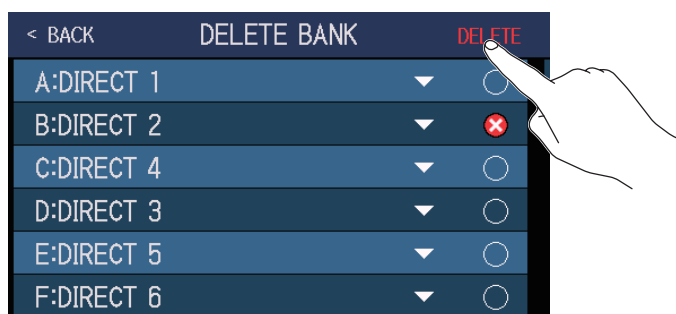 < BACK DELETE BANK DELETE
A:DIRECT 1
B:DIRECT 2
C:DIRECT 4
D:DIRECT 3
E:DIRECT 5
F:DIRECT 6